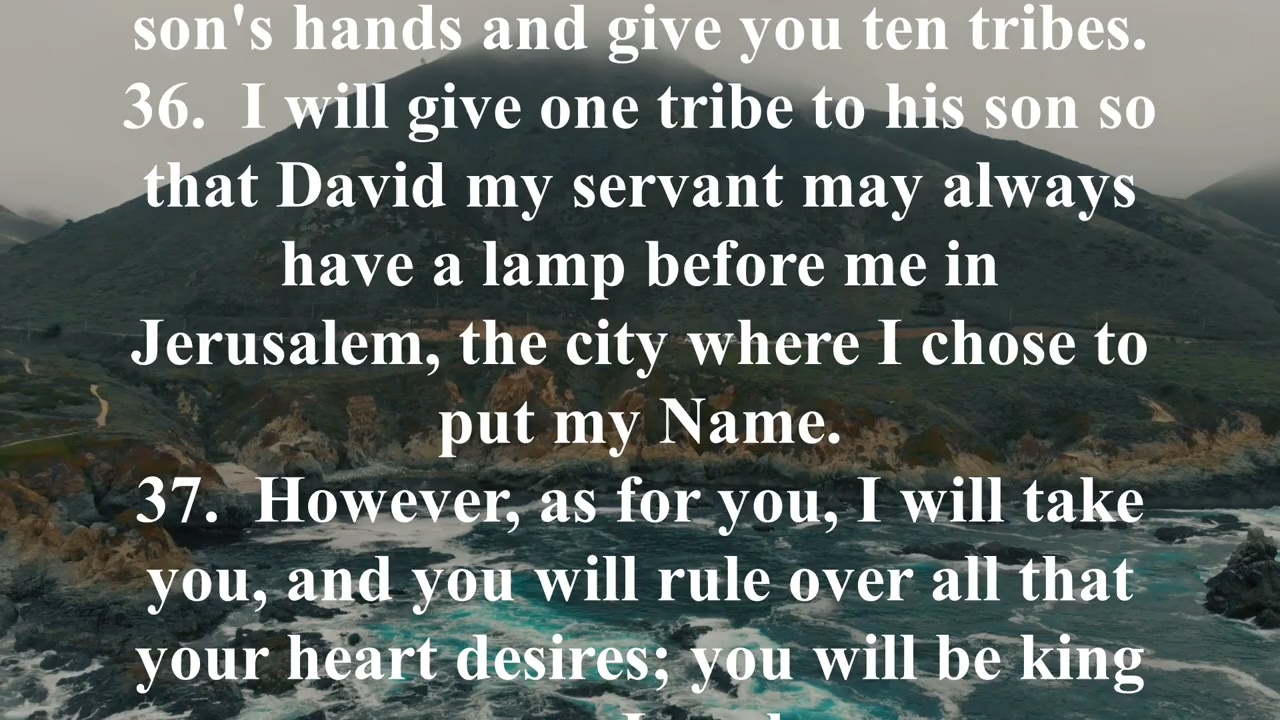 son's hands and give you ten tribes.
36.  I will give one tribe to his son so
that David my servant may always
have a lamp before me in
Jerusalem, the city where I chose to
put my Name.
37.  However, as for you, I will take
you, and you will rule over all that
your heart desires; you will be king